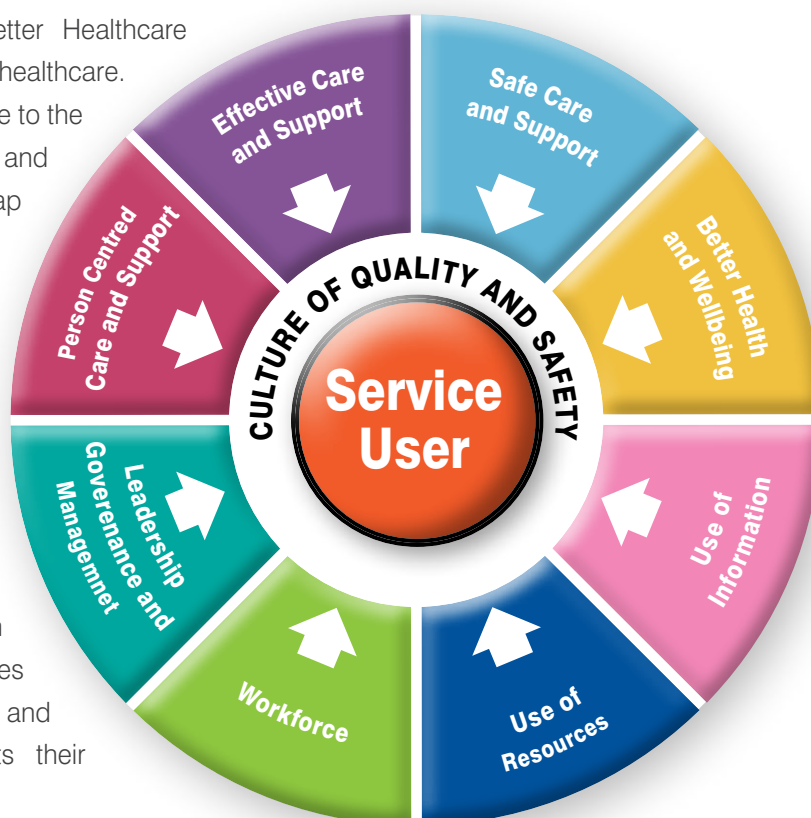 etter Healthcare
healthcare.
e to the
and
ap
n
es
and
ts their
Effective Care
and Support
Safe Care
and Support
Better Health
and Wellbeing
Use of
Information
Use of
Resources
Workforce
Leadership
Goverenance and
Managemnet
Person Centred
Care and Support
CULTURE OF QUALITY AND SAFETY
Service
User